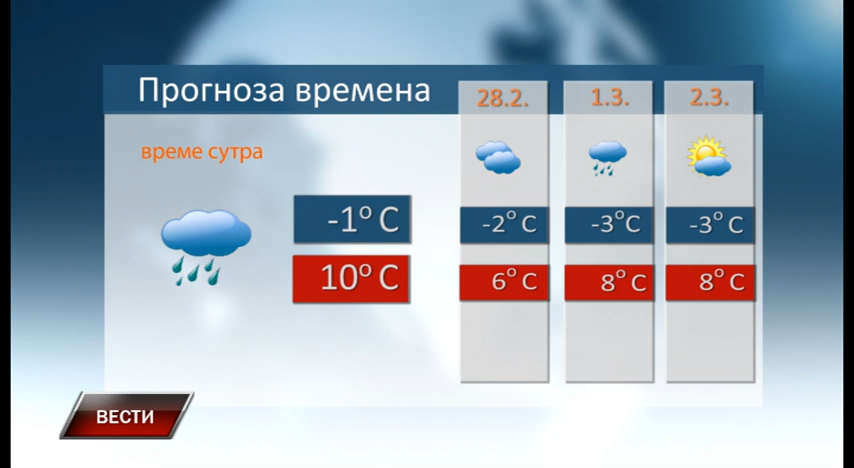 Прогноза времена
време сутра
-1° C
10° C
28.2. 1.3. 2.3.
-2° C -3°C -3° C
6° C 8° C 8° C
ВЕСТИ